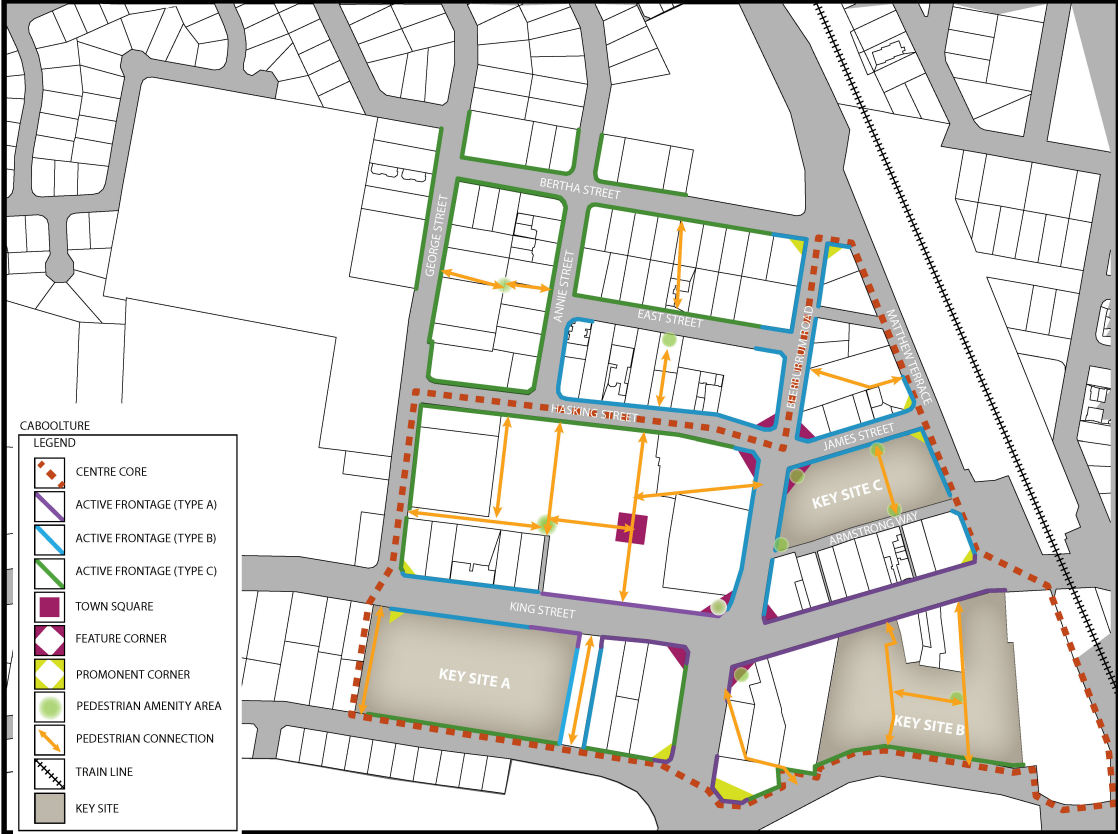 BERTHA STREET
GEORGE STREET
ANNIE STREET
EAST STREET
BEERBURRUM ROAD
MATTHEW TERRACE
HASKING STREET
JAMES STREET
KEY SITE C
ARMSTRONG WAY
KING STREET
KEY SITE A
KEY SITE B
CABOOLTURE
LEGEND
CENTRE CORE
ACTIVE FRONTAGE (TYPE A)
ACTIVE FRONTAGE (TYPE B)
ACTIVE FRONTAGE (TYPE C)
TOWN SQUARE
FEATURE CORNER
PROMONENT CORNER
PEDESTRIAN AMENITY AREA
PEDESTRIAN CONNECTION
TRAIN LINE
KEY SITE